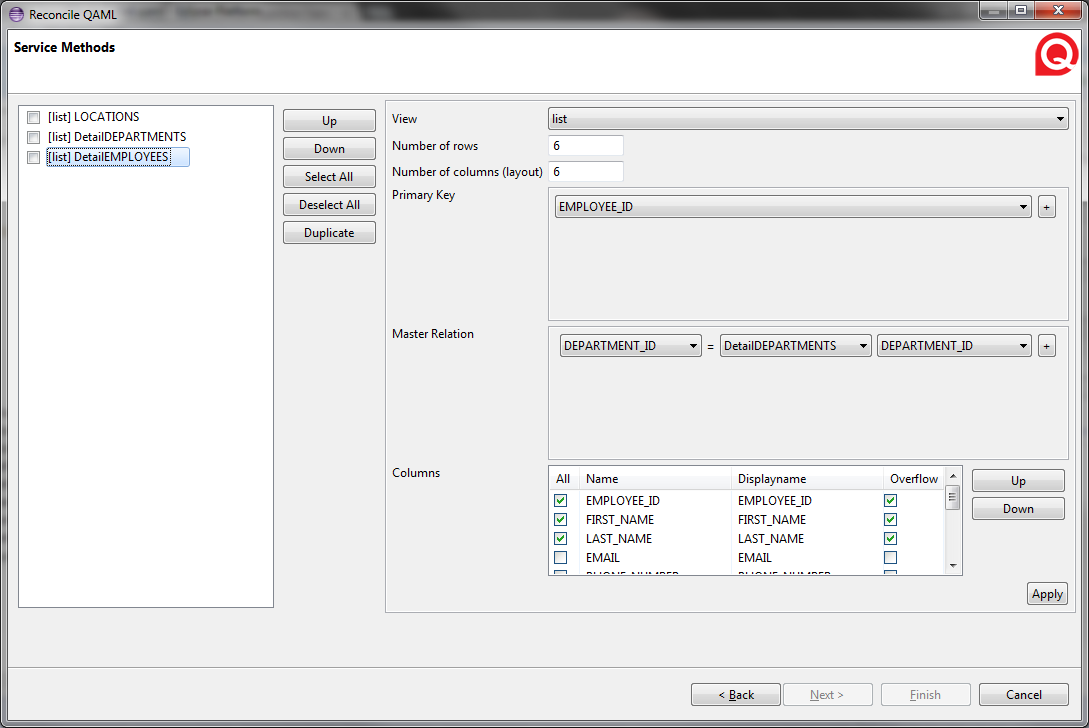 Reconcile QAML
Service Methods
Q
[list] LOCATIONS
[list] DetailDEPARTMENTS
[list] DetailEMPLOYEES
Up
Down
Select All
Deselect All
Duplicate
View list
Number of rows 6
Number of columns (layout) 6
Primary Key
EMPLOYEE_ID +
Master Relation
DEPARTMENT_ID = DetailDEPARTMENTS DEPARTMENT_ID +
Columns
All Name Displayname Overflow
EMPLOYEE_ID EMPLOYEE_ID
FIRST_NAME FIRST_NAME
LAST_NAME LAST_NAME
EMAIL EMAIL
PHONE_NUMBER PHONE_NUMBER
Up
Down
Apply
< Back Next > Finish Cancel